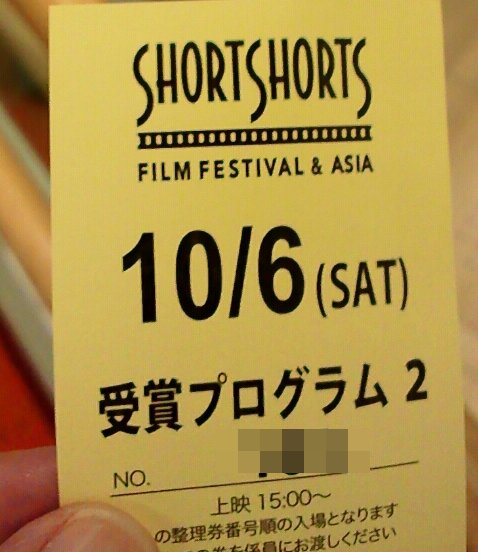 SHORTSHORTS
FILM FESTIVAL & ASIA
10/6 (SAT)
受賞プログラム 2
NO.
上映 15:00〜
の整理券番号順の入場となります
券を係員にお渡しください